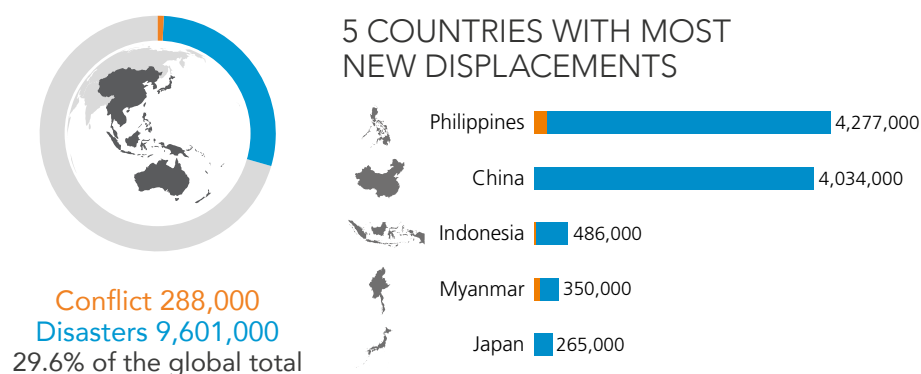 5 COUNTRIES WITH MOST
NEW DISPLACEMENTS
Philippines 4,277,000
China 4,034,000
Indonesia 486,000
Myanmar 350,000
Japan 265,000
Conflict 288,000
Disasters 9,601,000
29.6% of the global total